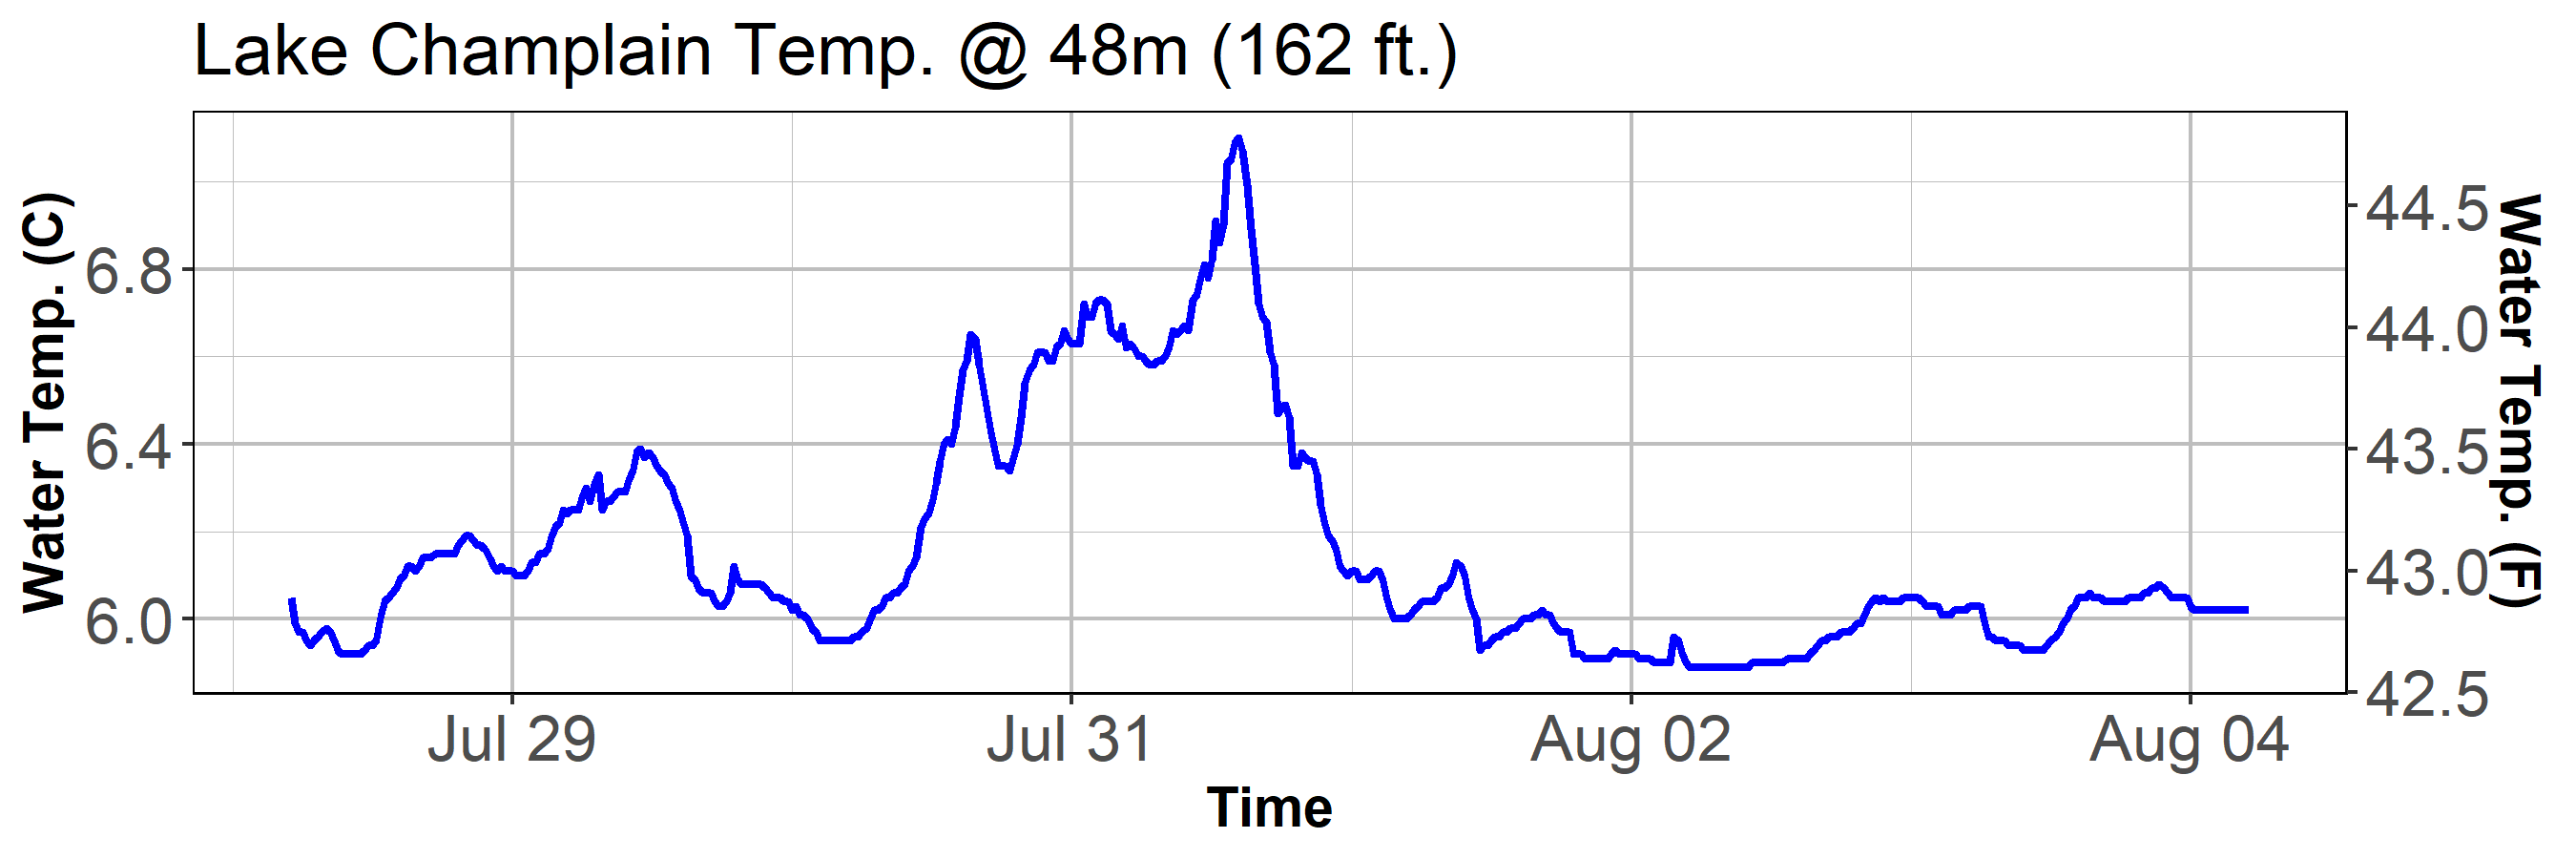 Lake Champlain Temp. @ 48m (162 ft.)
Water Temp. (C)
6.8
6.4
6.0
44.5
44.0
43.5
43.0
42.5
Water Temp. (F)
Jul 29
Jul 31
Aug 02
Aug 04
Time